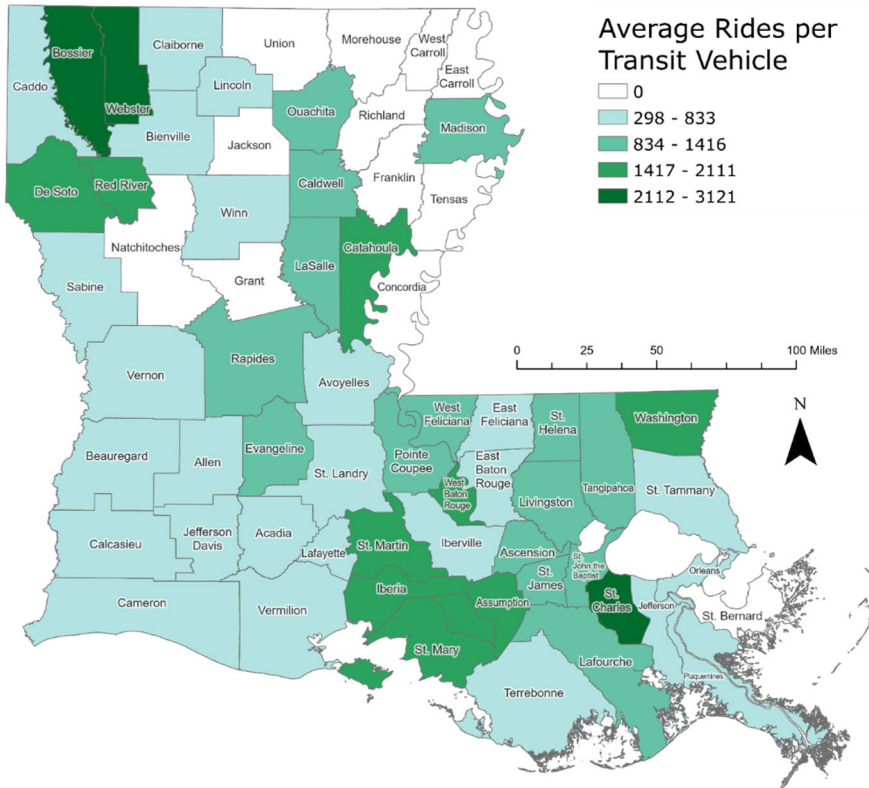 Average Rides per
Transit Vehicle
0
298 - 833
834 - 1416
1417 - 2111
2112 - 3121
Claiborne
Union
Morehouse
West
Carroll
East
Carroll
Bossier
Caddo
Webster
Lincoln
Ouachita
Richland
Madison
Bienville
Jackson
De Soto
Red River
Caldwell
Franklin
Tensas
Winn
Natchitoches
Catahoula
LaSalle
Grant
Concordia
Sabine
0
25
50
100 Miles
Vernon
Rapides
Avoyelles
N
West
Feliciana
East
Feliciana
St.
Helena
Washington
Beauregard
Allen
Evangeline
St. Landry
Pointe
Coupee
East
Baton
Rouge
West
Baton
Rouge
Livingston
Tangipahoa
St. Tammany
Calcasieu
Jefferson
Davis
Acadia
Lafayette
St. Martin
Iberville
Ascension
St.
John the
Baptist
Orleans
St.
James
Cameron
Vermilion
Iberia
Assumption
St.
Charles
Jefferson
St. Bernard
St. Mary
Lafourche
Plaquemines
Terrebonne